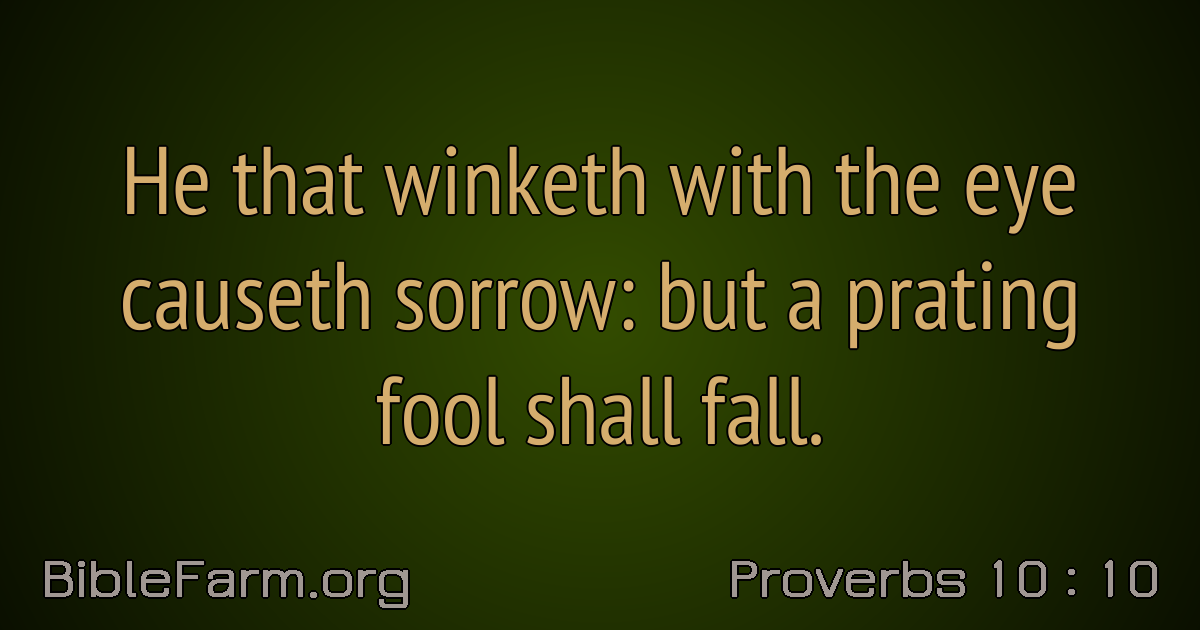 He that winketh with the eye
causeth sorrow: but a prating
fool shall fall.
BibleFarm.org
Proverbs 10 : 10